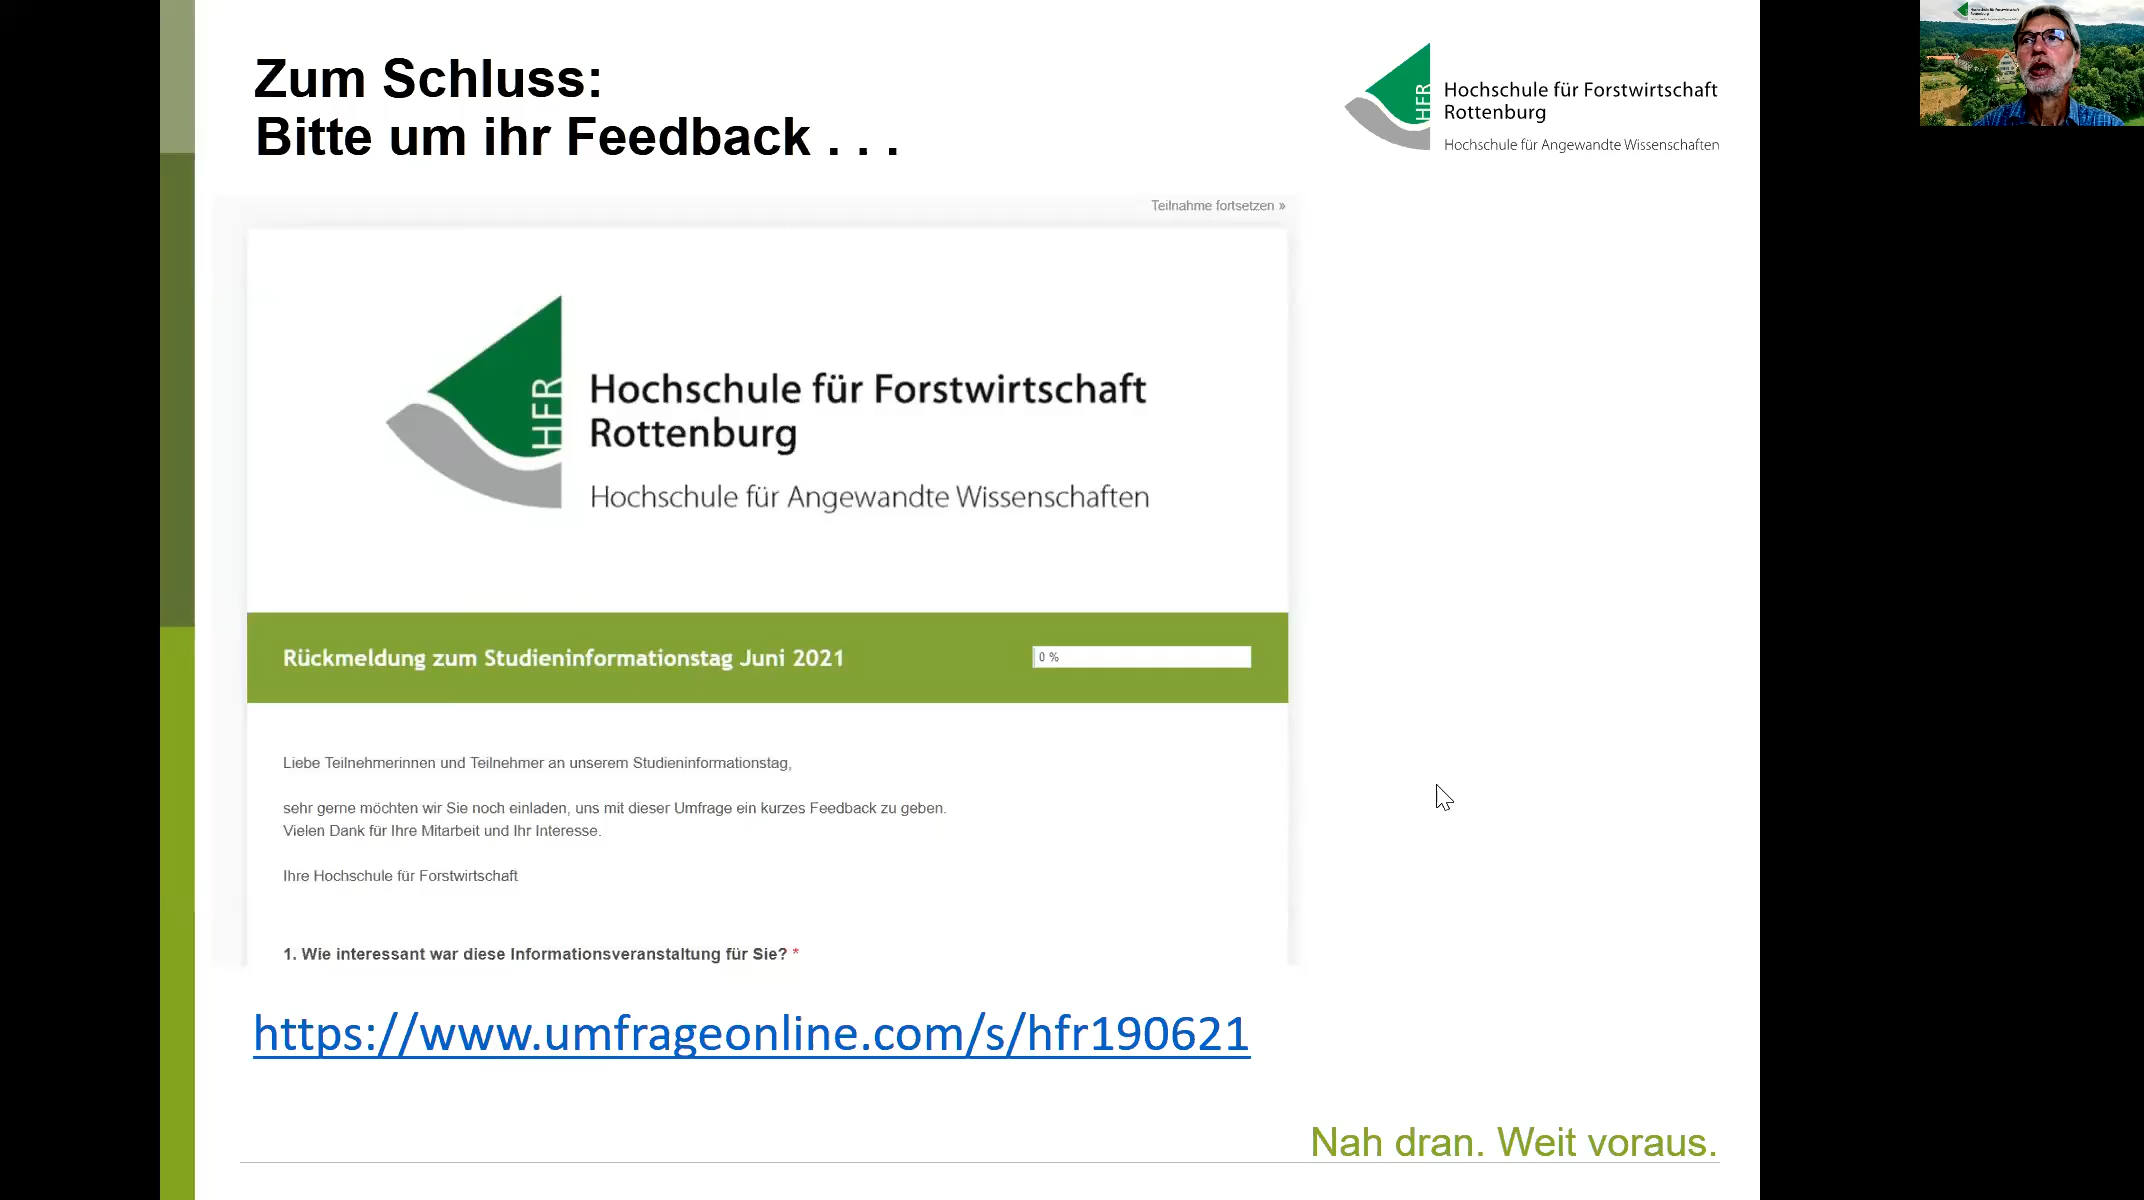 Zum Schluss:
Bitte um ihr Feedback . . .
HFR
Hochschule für Forstwirtschaft
Rottenburg
Hochschule für Angewandte Wissenschaften
Teilnahme fortsetzen »
HFR
Hochschule für Forstwirtschaft
Rottenburg
Hochschule für Angewandte Wissenschaften
Rückmeldung zum Studieninformationstag Juni 2021
0 %
Liebe Teilnehmerinnen und Teilnehmer an unserem Studieninformationstag,
sehr gerne möchten wir Sie noch einladen, uns mit dieser Umfrage ein kurzes Feedback zu geben.
Vielen Dank für Ihre Mitarbeit und Ihr Interesse.
Ihre Hochschule für Forstwirtschaft
1. Wie interessant war diese Informationsveranstaltung für Sie? *
https://www.umfrageonline.com/s/hfr190621
Nah dran. Weit voraus.